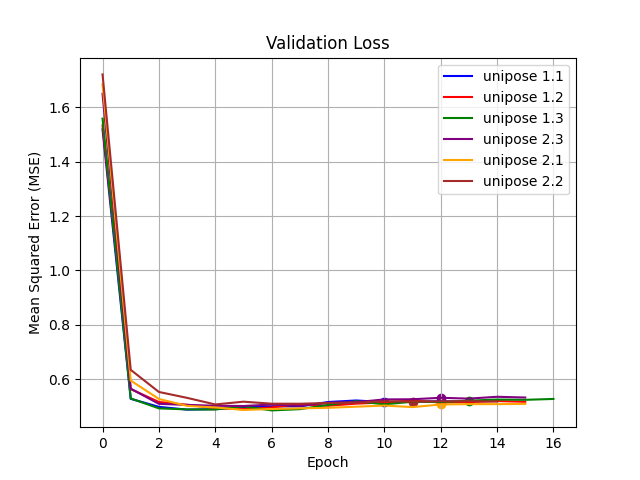 Validation Loss
Mean Squared Error (MSE)
1.6
1.4
1.2
1.0
0.8
0.6
unipose 1.1
unipose 1.2
unipose 1.3
unipose 2.3
unipose 2.1
unipose 2.2
0 2 4 6 8 10 12 14 16
Epoch